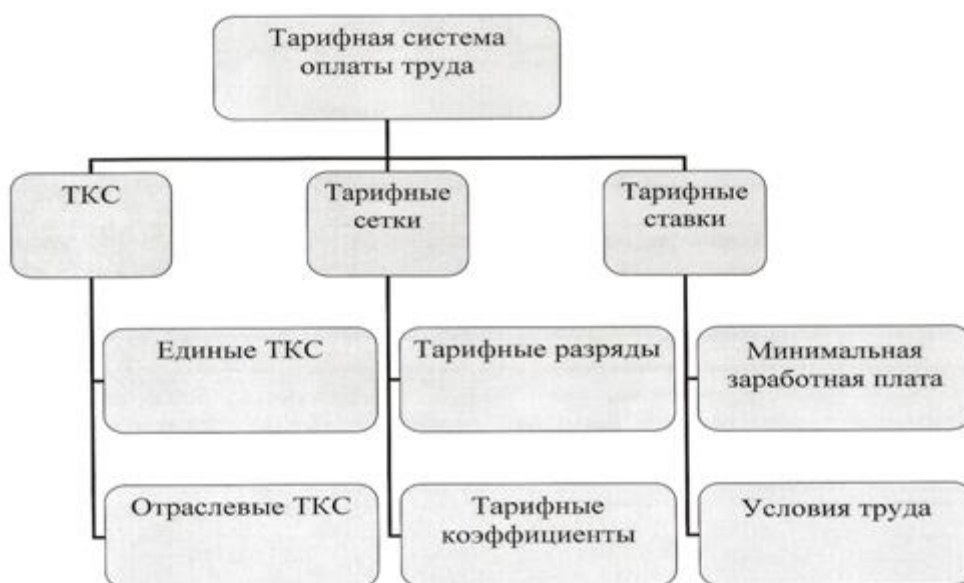 Тарифная система
оплаты труда
ТКС
Тарифные
сетки
Тарифные
ставки
Единые ТКС
Тарифные разряды
Минимальная
заработная плата
Отраслевые ТКС
Тарифные
коэффициенты
Условия труда